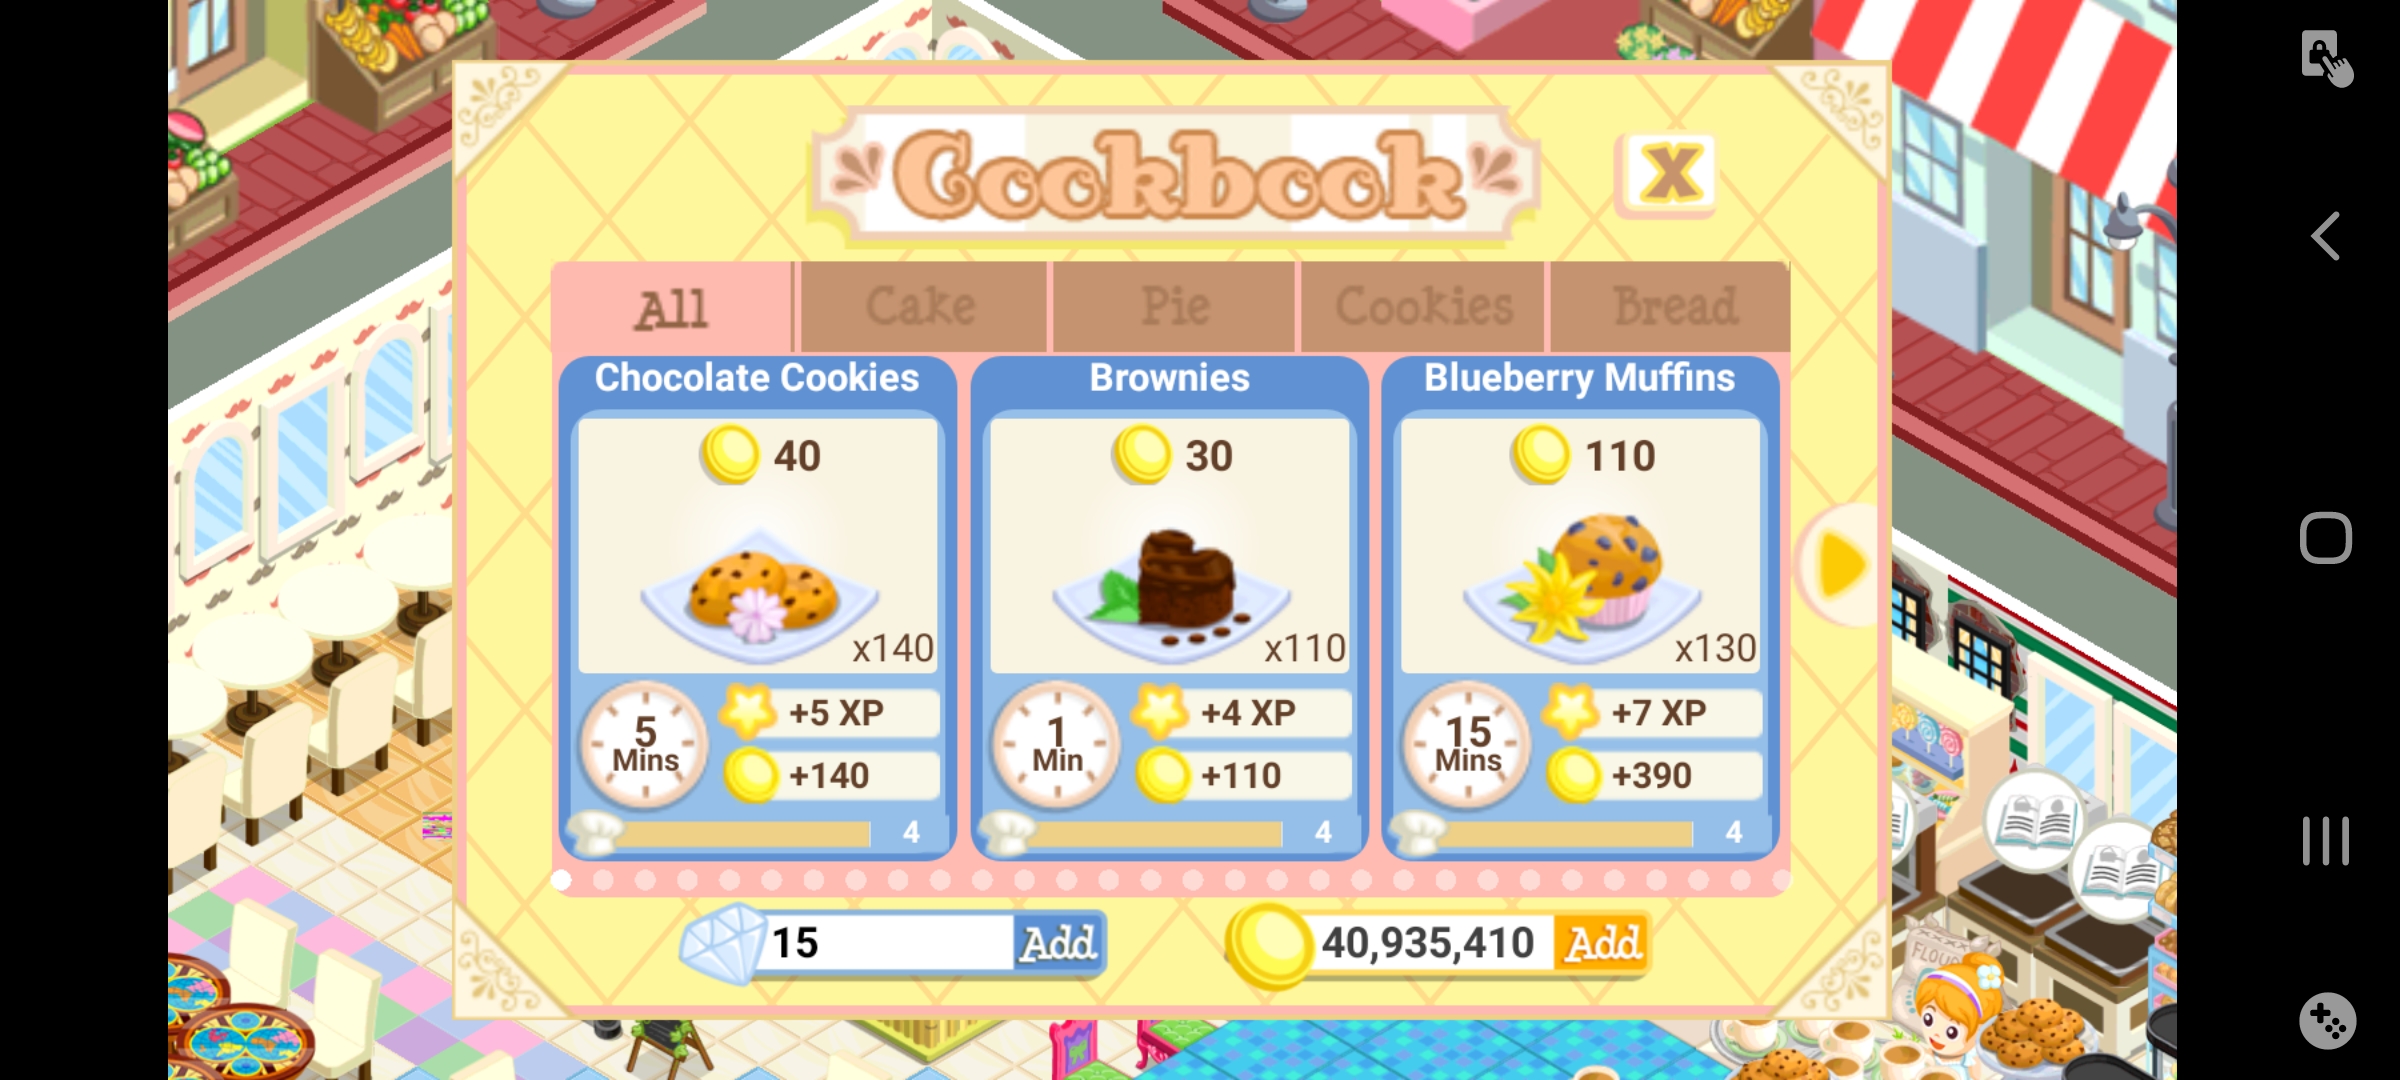 Cookbook
X
All
Cake
Pie
Cookies
Bread
Chocolate Cookies
40
x140
5
Mins
+5 XP
+140
4
Brownies
30
x110
1
Min
+4 XP
+110
4
Blueberry Muffins
110
x130
15
Mins
+7 XP
+390
4
15
Add
40,935,410
Add
FLOUR